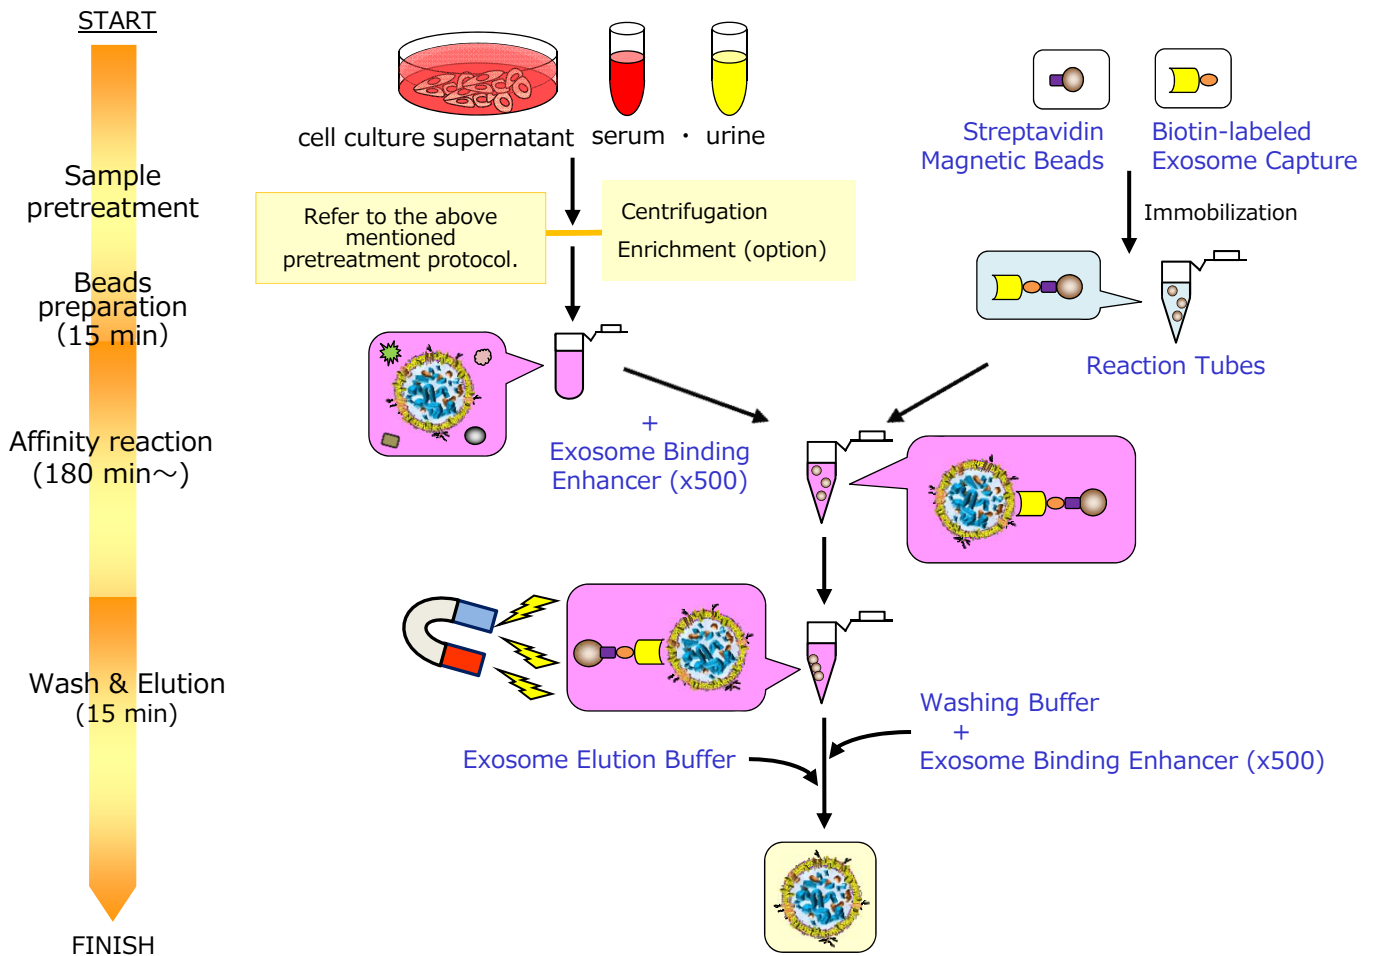 START
cell culture supernatant serum ・ urine
Streptavidin
Magnetic Beads
Biotin-labeled
Exosome Capture
Sample
pretreatment
Refer to the above
mentioned
pretreatment protocol.
Centrifugation
Enrichment (option)
Immobilization
Beads
preparation
(15 min)
Reaction Tubes
Affinity reaction
(180 min～)
+
Exosome Binding
Enhancer (x500)
Wash & Elution
(15 min)
Washing Buffer
+
Exosome Binding Enhancer (x500)
Exosome Elution Buffer
FINISH